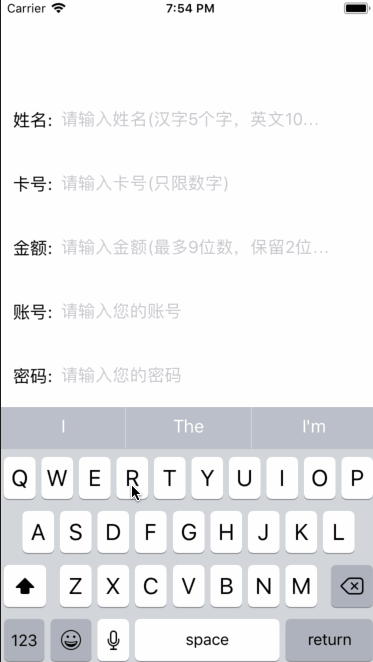 Carrier 7:54 PM
姓名: 请输入姓名(汉字5个字，英文10...
卡号: 请输入卡号(只限数字)
金额: 请输入金额(最多9位数，保留2位...
账号: 请输入您的账号
密码: 请输入您的密码
I The I'm
Q W E R T Y U I O P
A S D F G H J K L
Z X C V B N M
123 space return